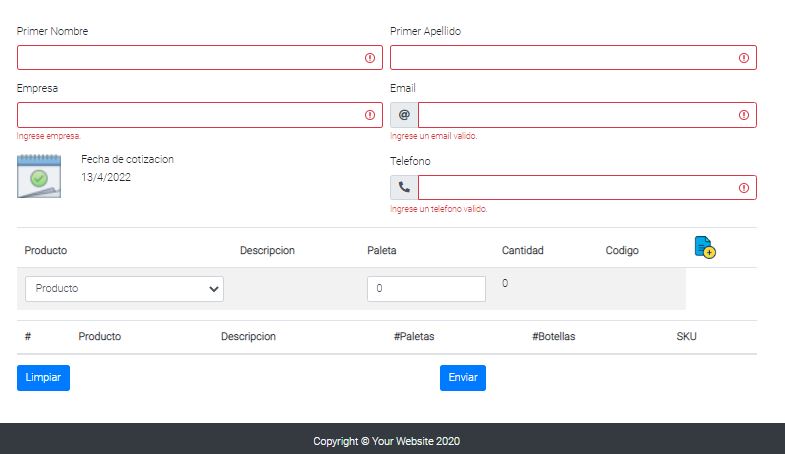 Primer Nombre
Primer Apellido
Empresa
Email
@
Ingrese empresa.
Ingrese un email valido.
Fecha de cotizacion
13/4/2022
Telefono
Ingrese un telefono valido.
Producto Descripcion Paleta Cantidad Codigo
Producto 0 0
# Producto Descripcion #Paletas #Botellas SKU
Limpiar Enviar
Copyright © Your Website 2020